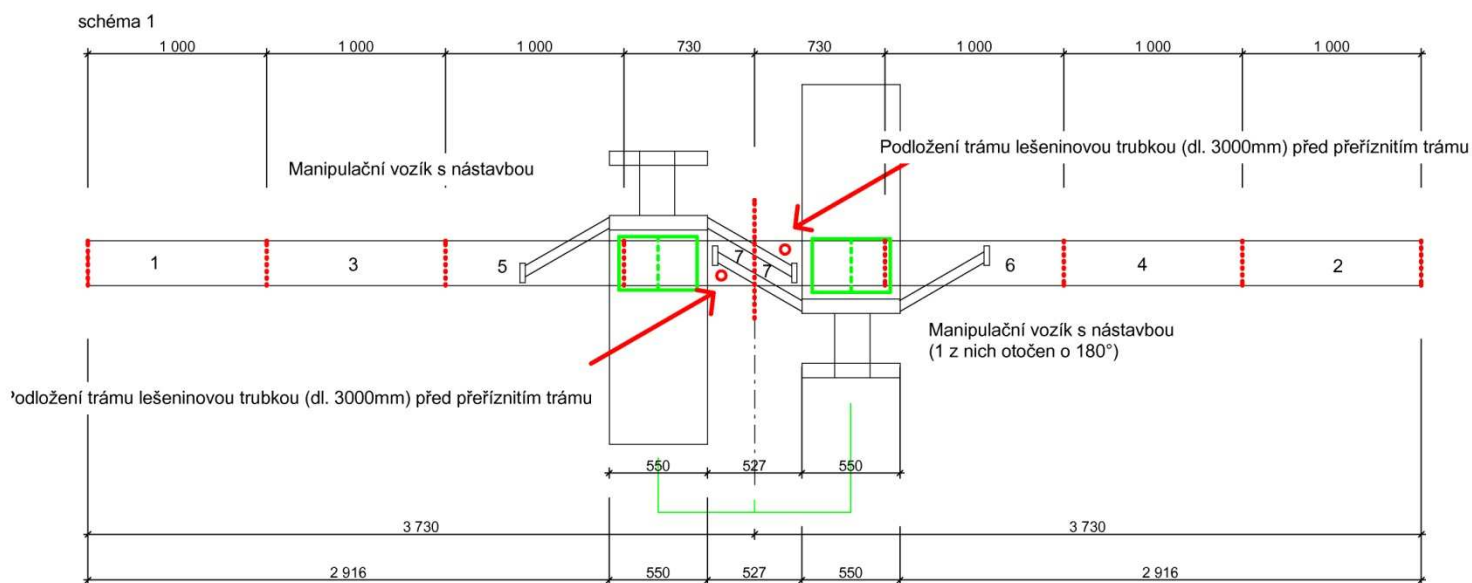 schéma 1
1 000 1 000 1 000 730 730 1 000 1 000 1 000
Podložení trámu lešeninovou trubkou (dl. 3000mm) před přeříznitím trámu
Manipulační vozík s nástavbou
1 3 5 7 7 6 4 2
Manipulační vozík s nástavbou
(1 z nich otočen o 180°)
odložení trámu lešeninovou trubkou (dl. 3000mm) před přeříznitím trámu
550 527 550
3 730 3 730
2 916 550 527 550 2 916